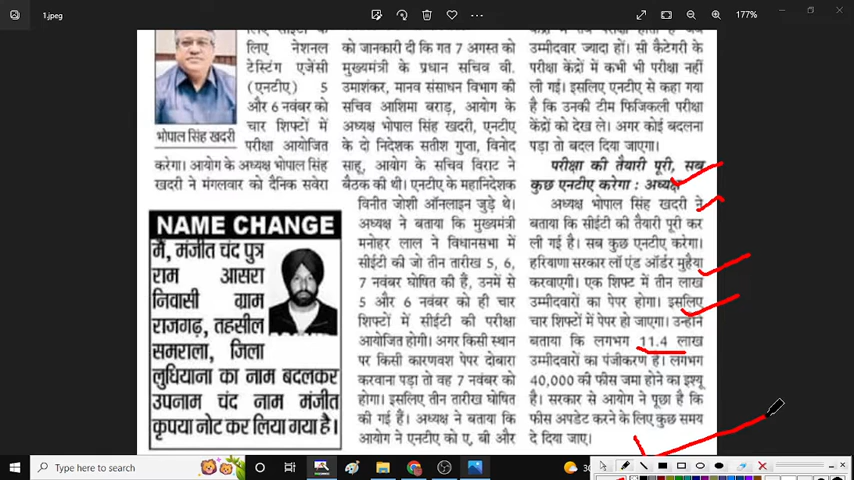 1.jpeg
177%
लिए सीईटी के
लिए नेशनल
टेस्टिंग एजेंसी
(एनटीए) 5
और 6 नवंबर को
चार शिफ्टों में
परीक्षा आयोजित
भोपाल सिंह खदरी
करेगा। आयोग के अध्यक्ष भोपाल सिंह
खदरी ने मंगलवार को दैनिक सवेरा
NAME CHANGE
मैं, मंजीत चंद पुत्र
राम आसरा
निवासी ग्राम
राजगढ़, तहसील
समराला, जिला
लुधियाना का नाम बदलकर
उपनाम चंद नाम मंजीत
कृपया नोट कर लिया गया है।
को जानकारी दी कि गत 7 अगस्त को
मुख्यमंत्री के प्रधान सचिव वी.
उमाशंकर, मानव संसाधन विभाग की
सचिव आशिमा बराड़, आयोग के
अध्यक्ष भोपाल सिंह खदरी, एनटीए
के दो निदेशक सतीश गुप्ता, विनोद
साहू, आयोग के सचिव विराट ने
बैठक की थी। एनटीए के महानिदेशक
विनीत जोशी ऑनलाइन जुड़े थे।
अध्यक्ष ने बताया कि मुख्यमंत्री
मनोहर लाल ने विधानसभा में
सीईटी की जो तीन तारीख 5, 6,
7 नवंबर घोषित की हैं, उनमें से
5 और 6 नवंबर को ही चार
शिफ्टों में सीईटी की परीक्षा
आयोजित होगी। अगर किसी स्थान
पर किसी कारणवश पेपर दोबारा
करवाना पड़ा तो वह 7 नवंबर को
होगा। इसलिए तीन तारीख घोषित
की गई हैं। अध्यक्ष ने बताया कि
आयोग ने एनटीए को ए, बी और
उम्मीदवार ज्यादा हों। सी कैटेगरी के
परीक्षा केंद्रों में कभी भी परीक्षा नहीं
ली गई। इसलिए एनटीए से कहा गया
है कि उनकी टीम फिजिकली परीक्षा
केंद्रों को देख ले। अगर कोई बदलना
पड़ा तो बदल दिया जाएगा।
परीक्षा की तैयारी पूरी, सब
कुछ एनटीए करेगा : अध्यक्ष
अध्यक्ष भोपाल सिंह खदरी ने
बताया कि सीईटी की तैयारी पूरी कर
ली गई है। सब कुछ एनटीए करेगा।
हरियाणा सरकार लॉ एंड ऑर्डर मुहैया
करवाएगी। एक शिफ्ट में तीन लाख
उम्मीदवारों का पेपर होगा। इसलिए
चार शिफ्टों में पेपर हो जाएगा। उन्होंने
बताया कि लगभग 11.4 लाख
उम्मीदवारों का पंजीकरण है। लगभग
40,000 की फीस जमा होने का इश्यू
है। सरकार से आयोग ने पूछा है कि
फीस अपडेट करने के लिए कुछ समय
दे दिया जाए।
Type here to search